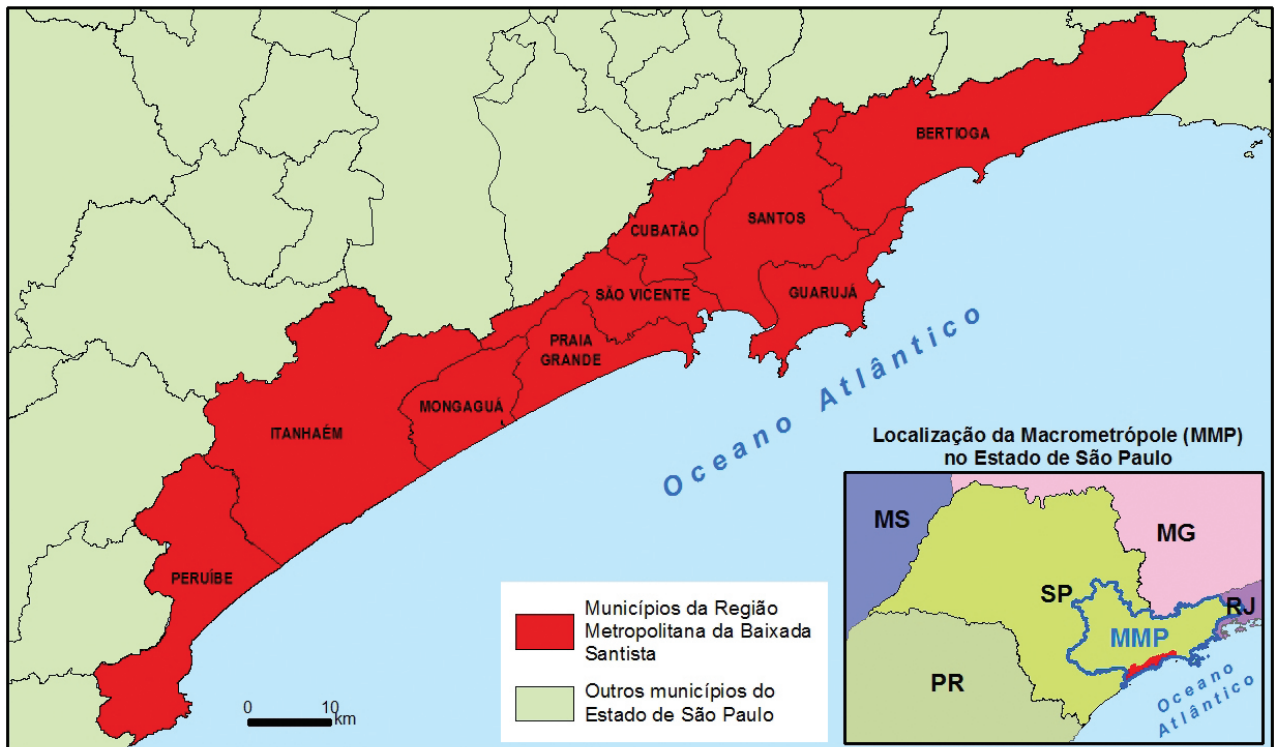 BERTIOGA
SANTOS
CUBATÃO
SÃO VICENTE
GUARUJÁ
PRAIA
GRANDE
MONGAGUÁ
ITANHAÉM
PERUÍBE
Oceano Atlântico
Municípios da Região
Metropolitana da Baixada
Santista
Outros municípios do
Estado de São Paulo
0 10
km
Localização da Macrometrópole (MMP)
no Estado de São Paulo
MS
MG
SP
RJ
MMP
PR
Oceano
Atlântico